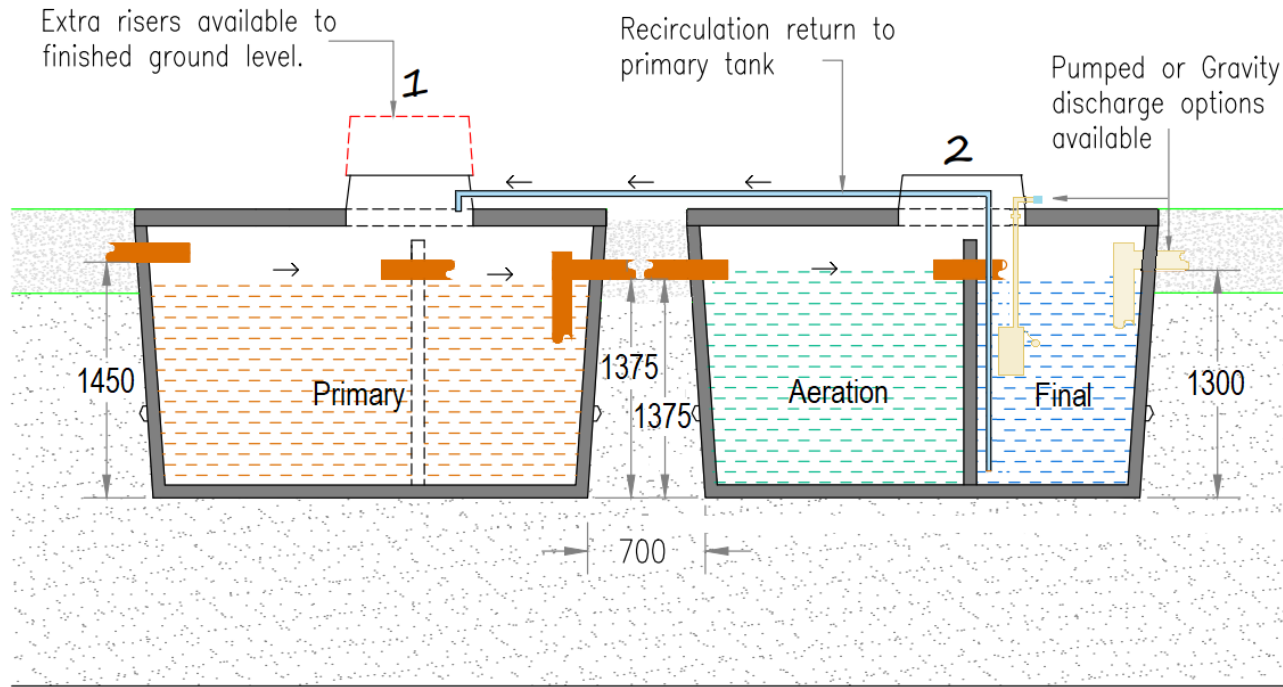 Extra risers available to
finished ground level.
1
Recirculation return to
primary tank
Pumped or Gravity
discharge options
available
2
1450
Primary
1375
1375
Aeration
Final
1300
700